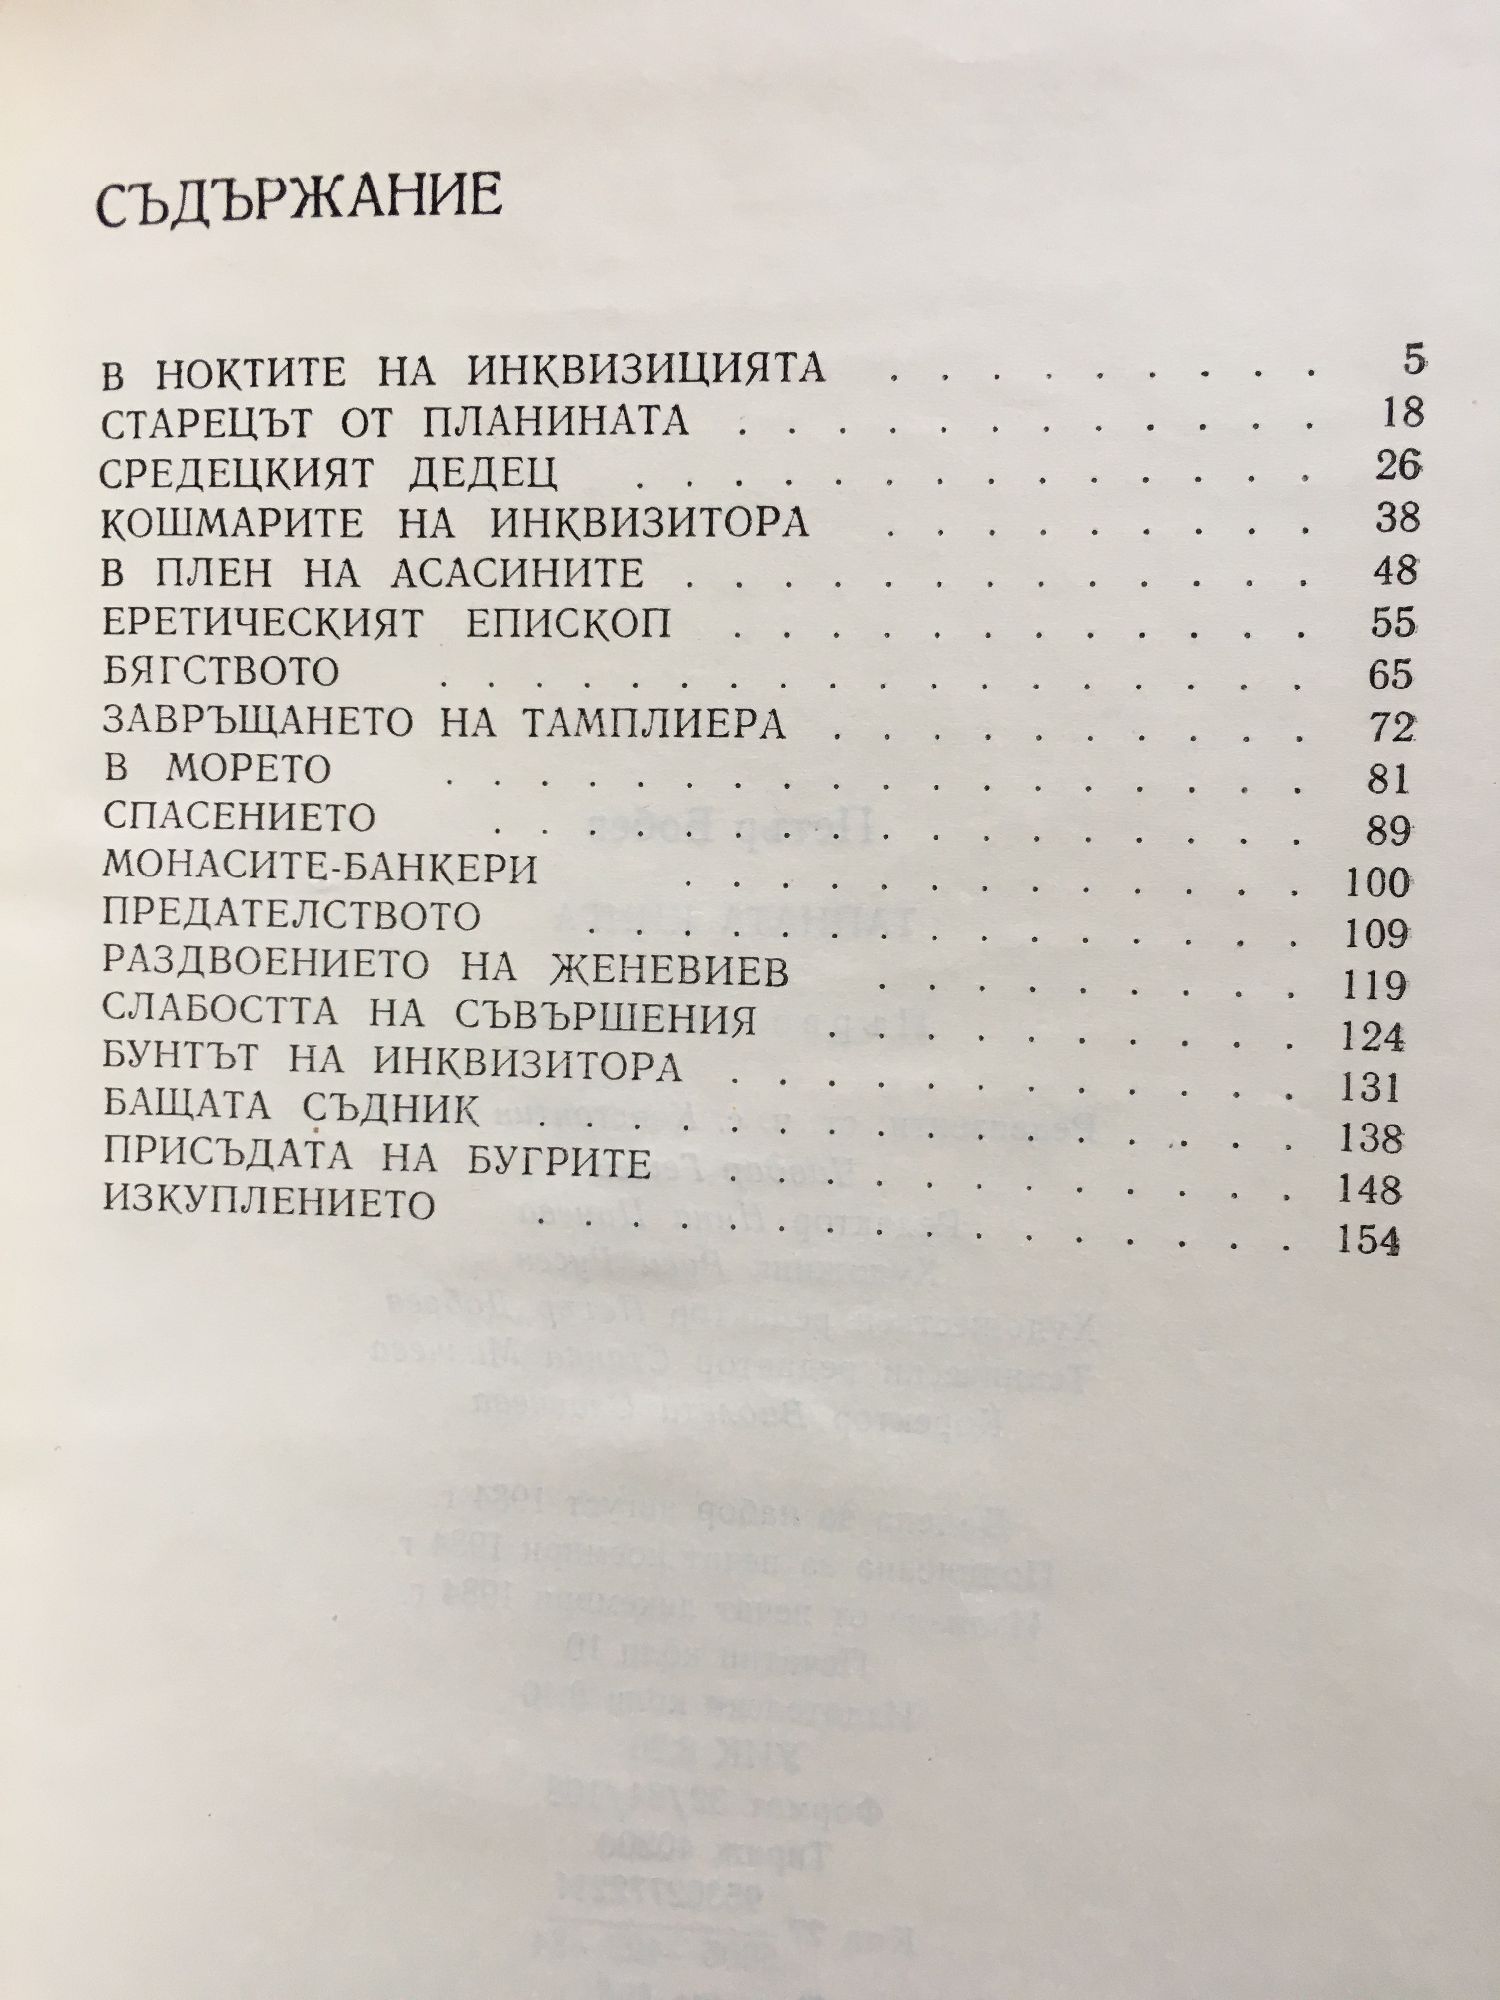 СЪДЪРЖАНИЕ
В НОКТИТЕ НА ИНКВИЗИЦИЯТА . . . . . . . . . 5
СТАРЕЦЪТ ОТ ПЛАНИНАТА . . . . . . . . . . . . 18
СРЕДЕЦКИЯТ ДЕДЕЦ . . . . . . . . . . . . . . 26
КОШМАРИТЕ НА ИНКВИЗИТОРА . . . . . . . . . 38
В ПЛЕН НА АСАСИНИТЕ . . . . . . . . . . . . . 48
ЕРЕТИЧЕСКИЯТ ЕПИСКОП . . . . . . . . . . . . 55
БЯГСТВОТО . . . . . . . . . . . . . . . . . . 65
ЗАВРЪЩАНЕТО НА ТАМПЛИЕРА . . . . . . . . . . 72
В МОРЕТО . . . . . . . . . . . . . . . . . . 81
СПАСЕНИЕТО . . . . . . . . . . . . . . . . . 89
МОНАСИТЕ-БАНКЕРИ . . . . . . . . . . . . . 100
ПРЕДАТЕЛСТВОТО . . . . . . . . . . . . . . . 109
РАЗДВОЕНИЕТО НА ЖЕНЕВИЕВ . . . . . . . . . 119
СЛАБОСТТА НА СЪВЪРШЕНИЯ . . . . . . . . . . 124
БУНТЪТ НА ИНКВИЗИТОРА . . . . . . . . . . . . 131
БАЩАТА СЪДНИК . . . . . . . . . . . . . . . . 138
ПРИСЪДАТА НА БУГРИТЕ . . . . . . . . . . . . 148
ИЗКУПЛЕНИЕТО . . . . . . . . . . . . . . . . 154